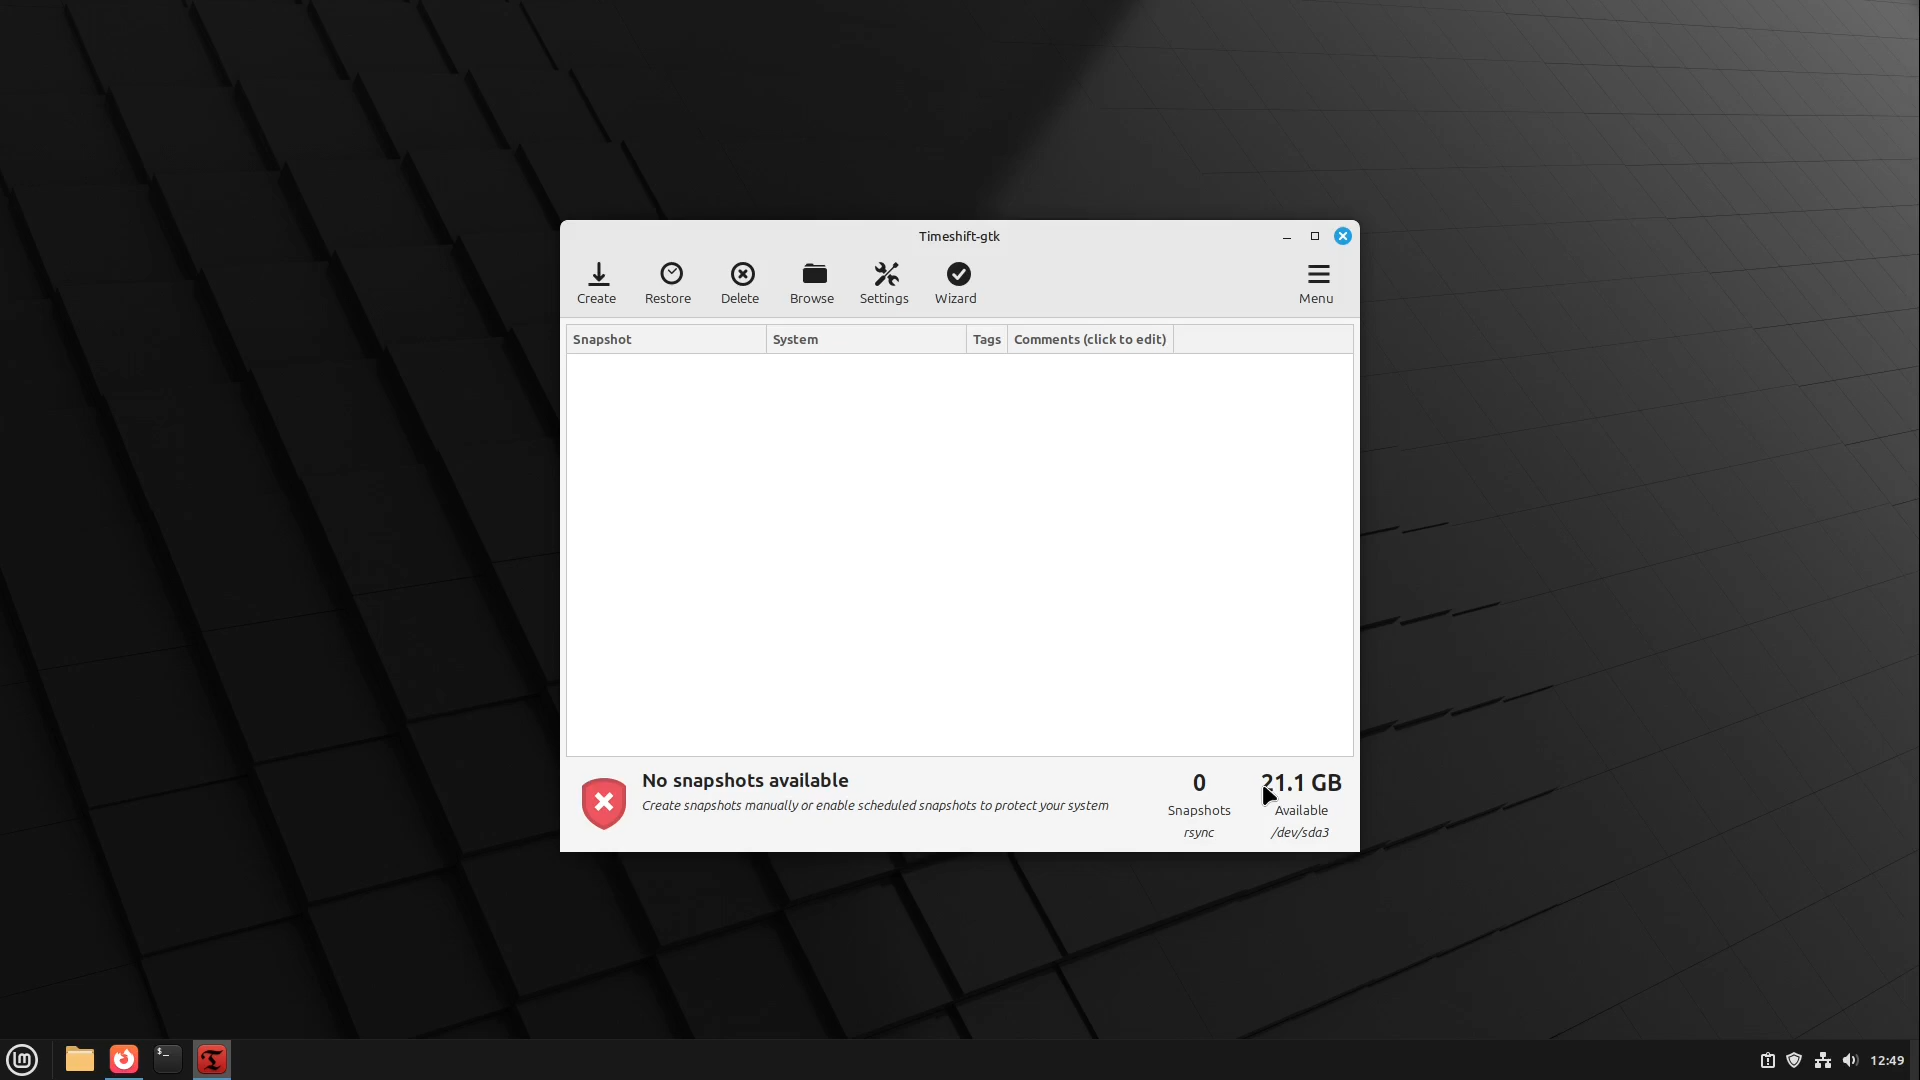 Timeshift-gtk
Create Restore Delete Browse Settings Wizard Menu
Snapshot System Tags Comments (click to edit)
No snapshots available
Create snapshots manually or enable scheduled snapshots to protect your system
0
Snapshots
rsync
21.1 GB
Available
/dev/sda3
$_
12:49